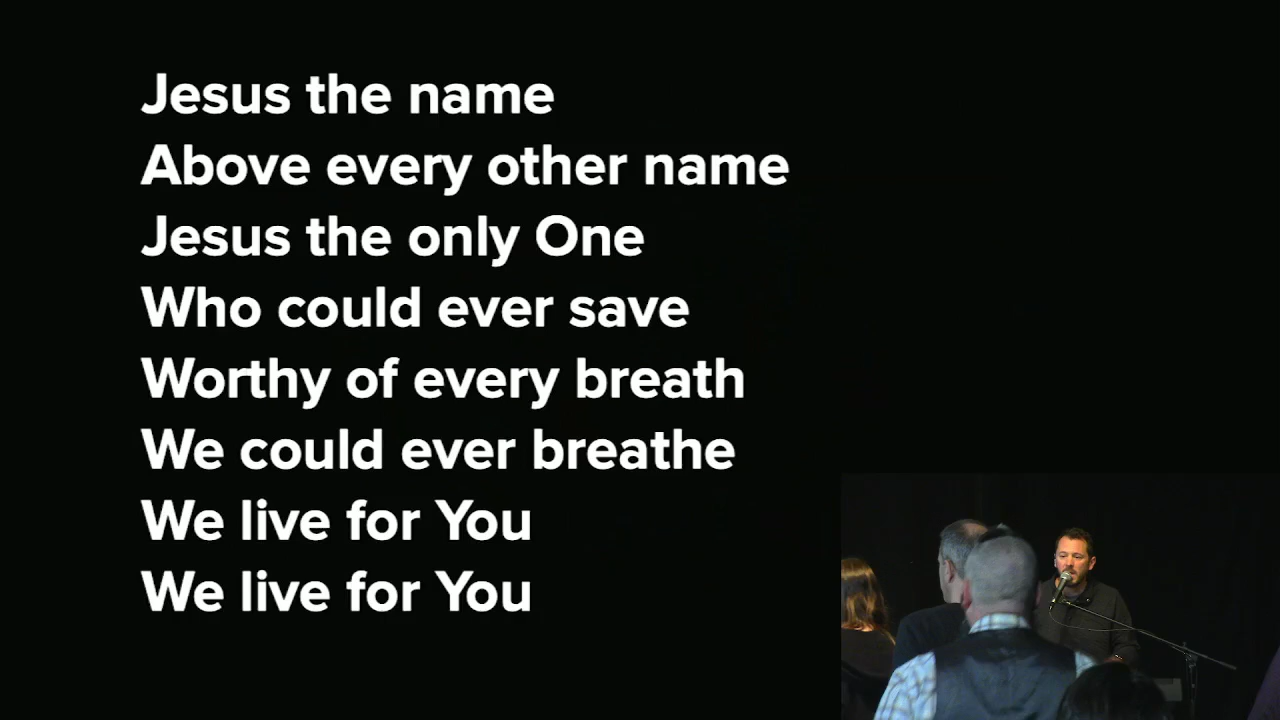 Jesus the name
Above every other name
Jesus the only One
Who could ever save
Worthy of every breath
We could ever breathe
We live for You
We live for You